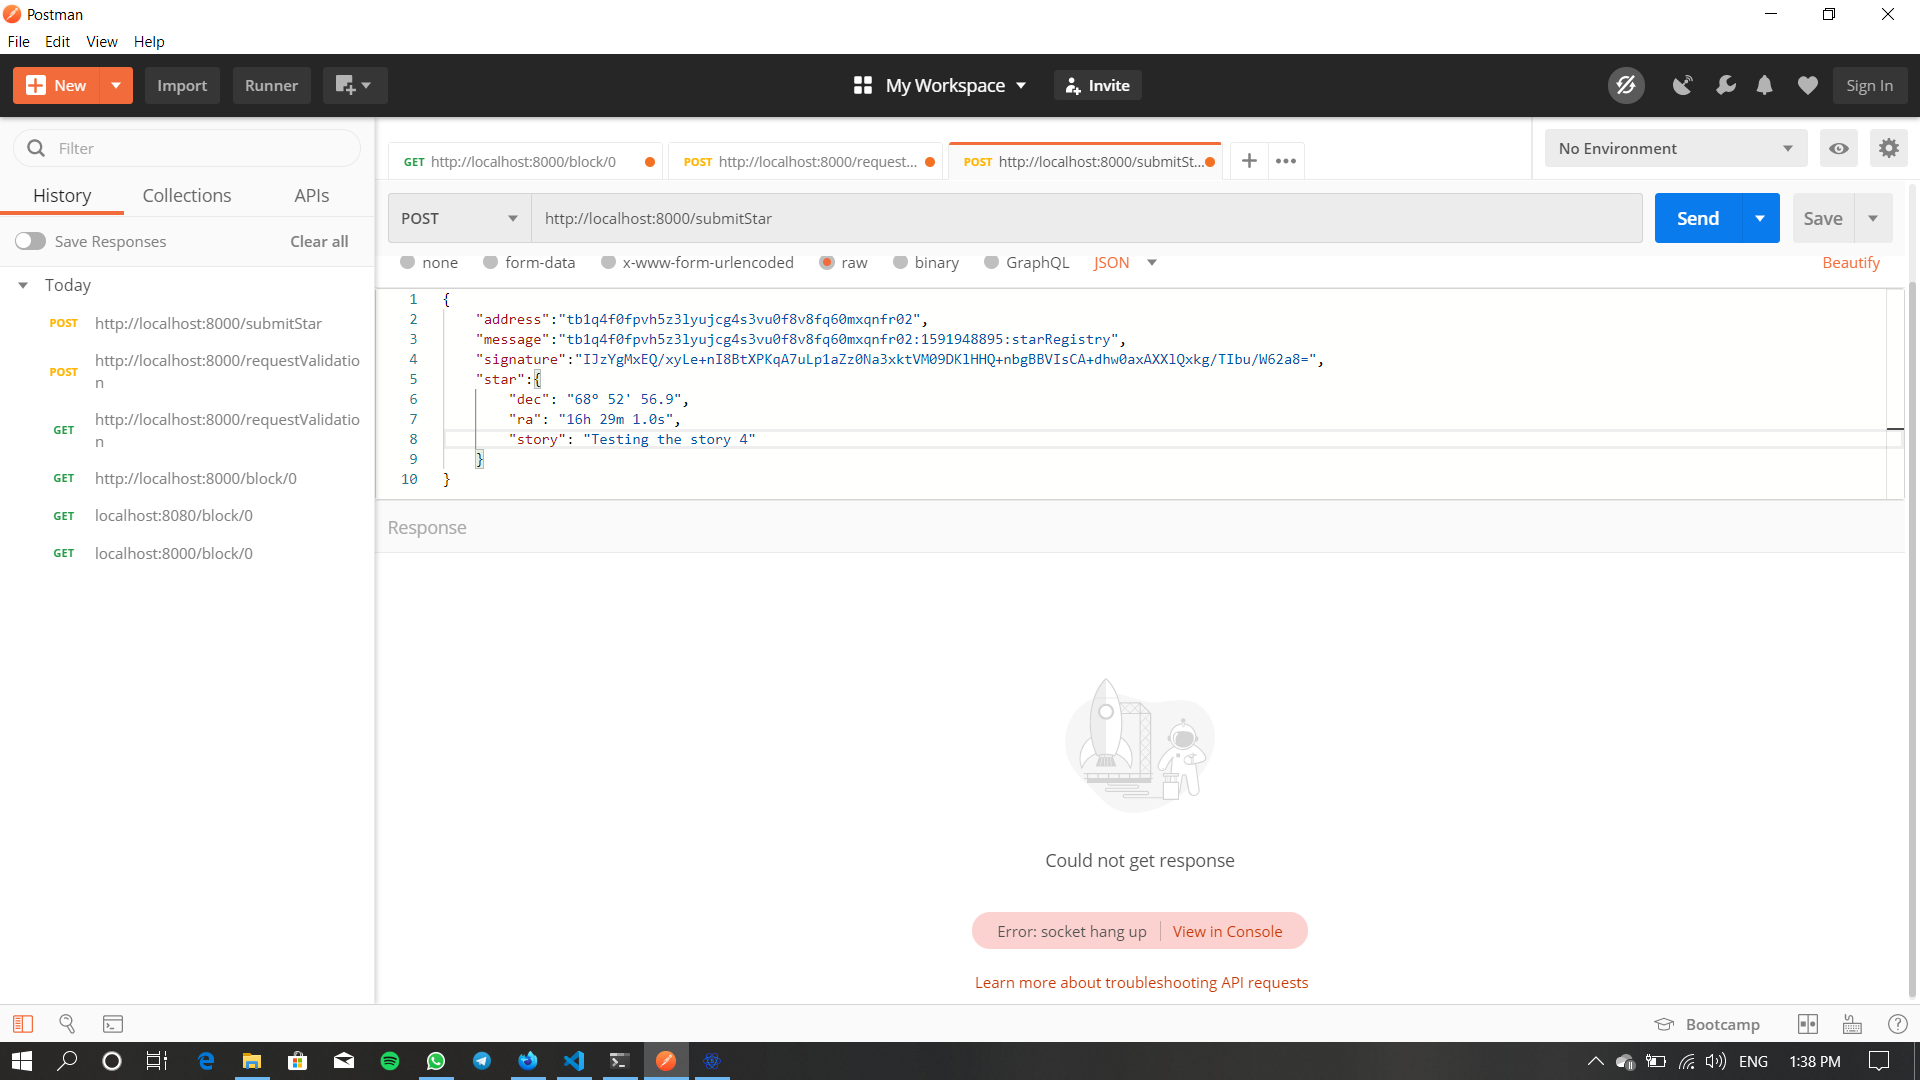 Postman
File Edit View Help
New Import Runner My Workspace Invite Sign In
Filter
History Collections APIs
Save Responses Clear all
Today
POST http://localhost:8000/submitStar
POST http://localhost:8000/requestValidatio
n
GET http://localhost:8000/requestValidatio
n
GET http://localhost:8000/block/0
GET localhost:8080/block/0
GET localhost:8000/block/0
GET http://localhost:8000/block/0 POST http://localhost:8000/request... POST http://localhost:8000/submitSt...
No Environment
POST http://localhost:8000/submitStar Send Save
none form-data x-www-form-urlencoded raw binary GraphQL JSON Beautify
1 {
2 "address":"tb1q4f0fpvh5z3lyujcg4s3vu0f8v8fq60mxqnfr02",
3 "message":"tb1q4f0fpvh5z3lyujcg4s3vu0f8v8fq60mxqnfr02:1591948895:starRegistry",
4 "signature":"IJzYgMxEQ/xyLe+nI8BtXPKqA7uLp1aZz0Na3xktVM09DKlHHQ+nbgBBVIsCA+dhw0axAXXlQxkg/TIbu/W62a8=",
5 "star":{
6 "dec": "68° 52' 56.9",
7 "ra": "16h 29m 1.0s",
8 "story": "Testing the story 4"
9 }
10 }
Response
Could not get response
Error: socket hang up View in Console
Learn more about troubleshooting API requests
Bootcamp
ENG 1:38 PM